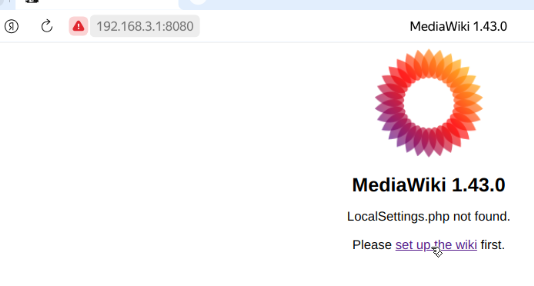 192.168.3.1:8080
MediaWiki 1.43.0
MediaWiki 1.43.0
LocalSettings.php not found.
Please set up the wiki first.